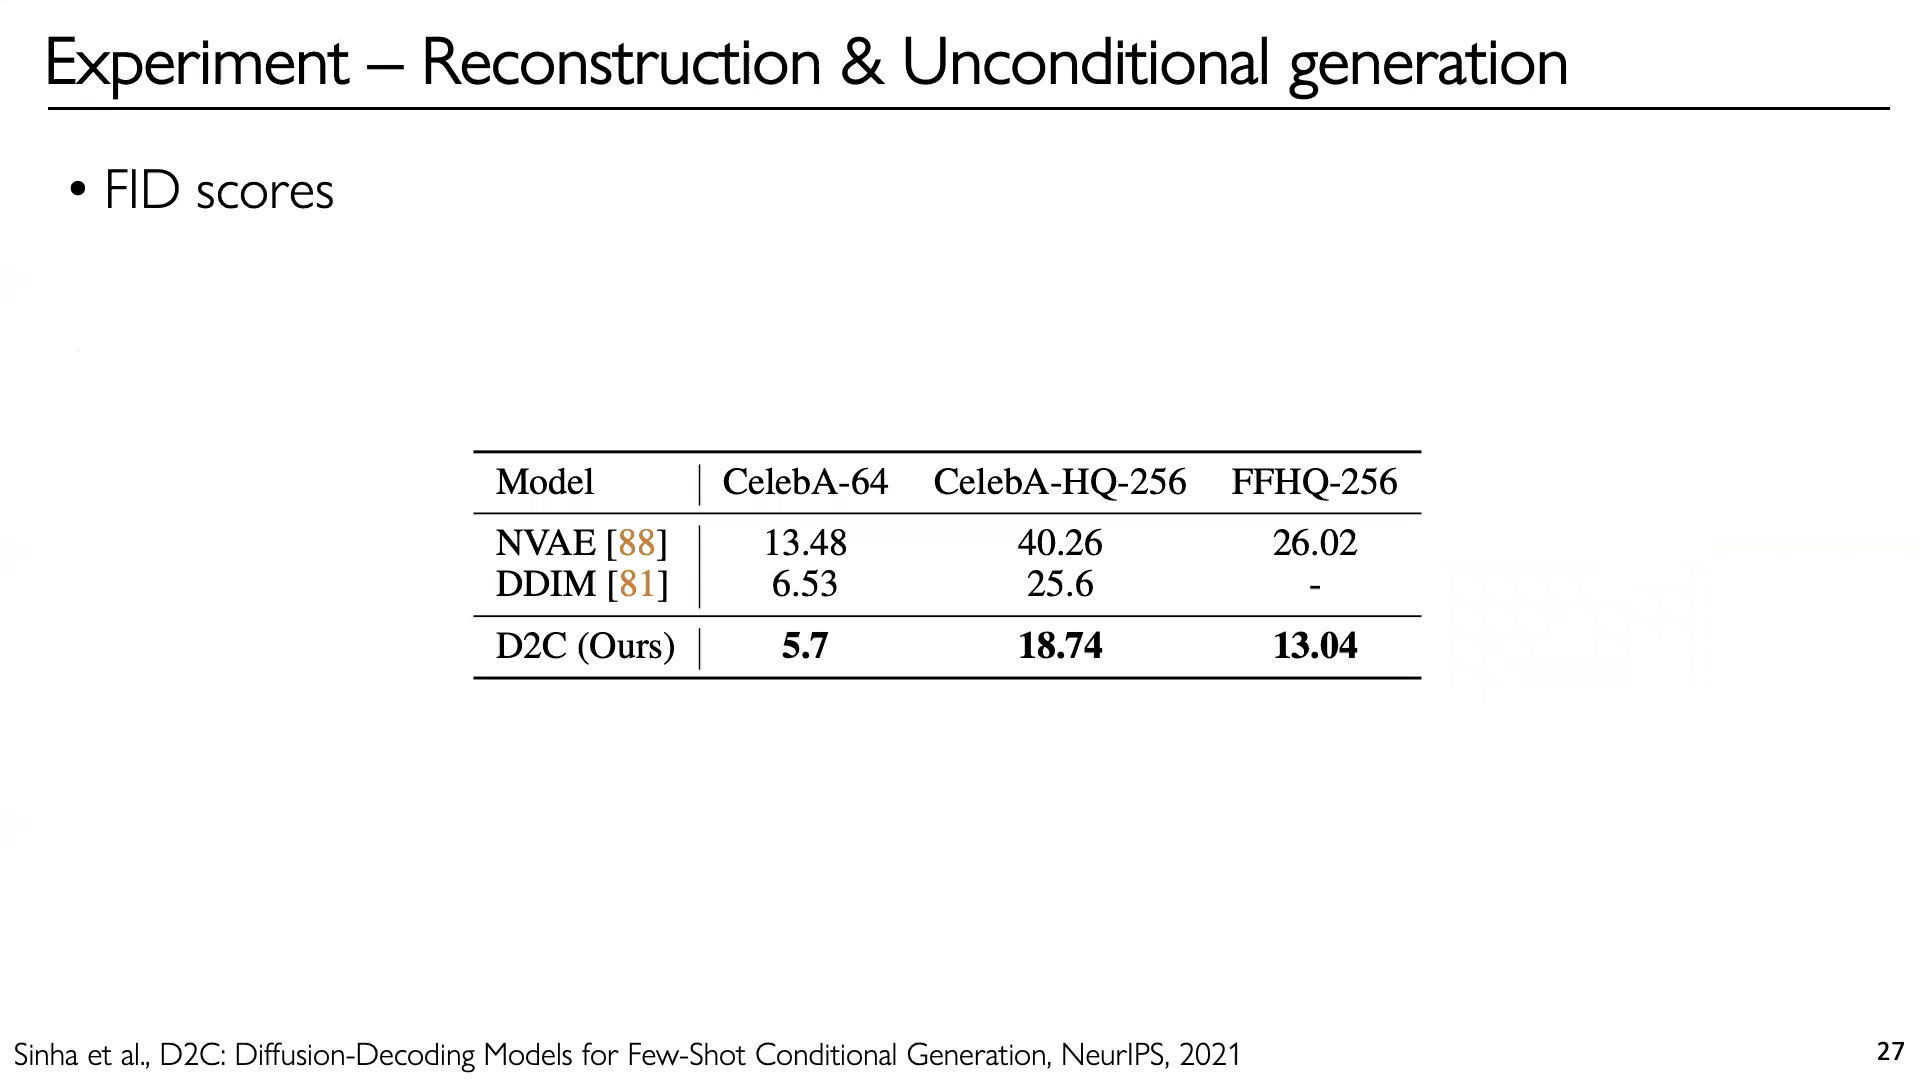 Experiment – Reconstruction & Unconditional generation
• FID scores
Model CelebA-64 CelebA-HQ-256 FFHQ-256
NVAE [88] 13.48 40.26 26.02
DDIM [81] 6.53 25.6 -
D2C (Ours) 5.7 18.74 13.04
Sinha et al., D2C: Diffusion-Decoding Models for Few-Shot Conditional Generation, NeurIPS, 2021
27